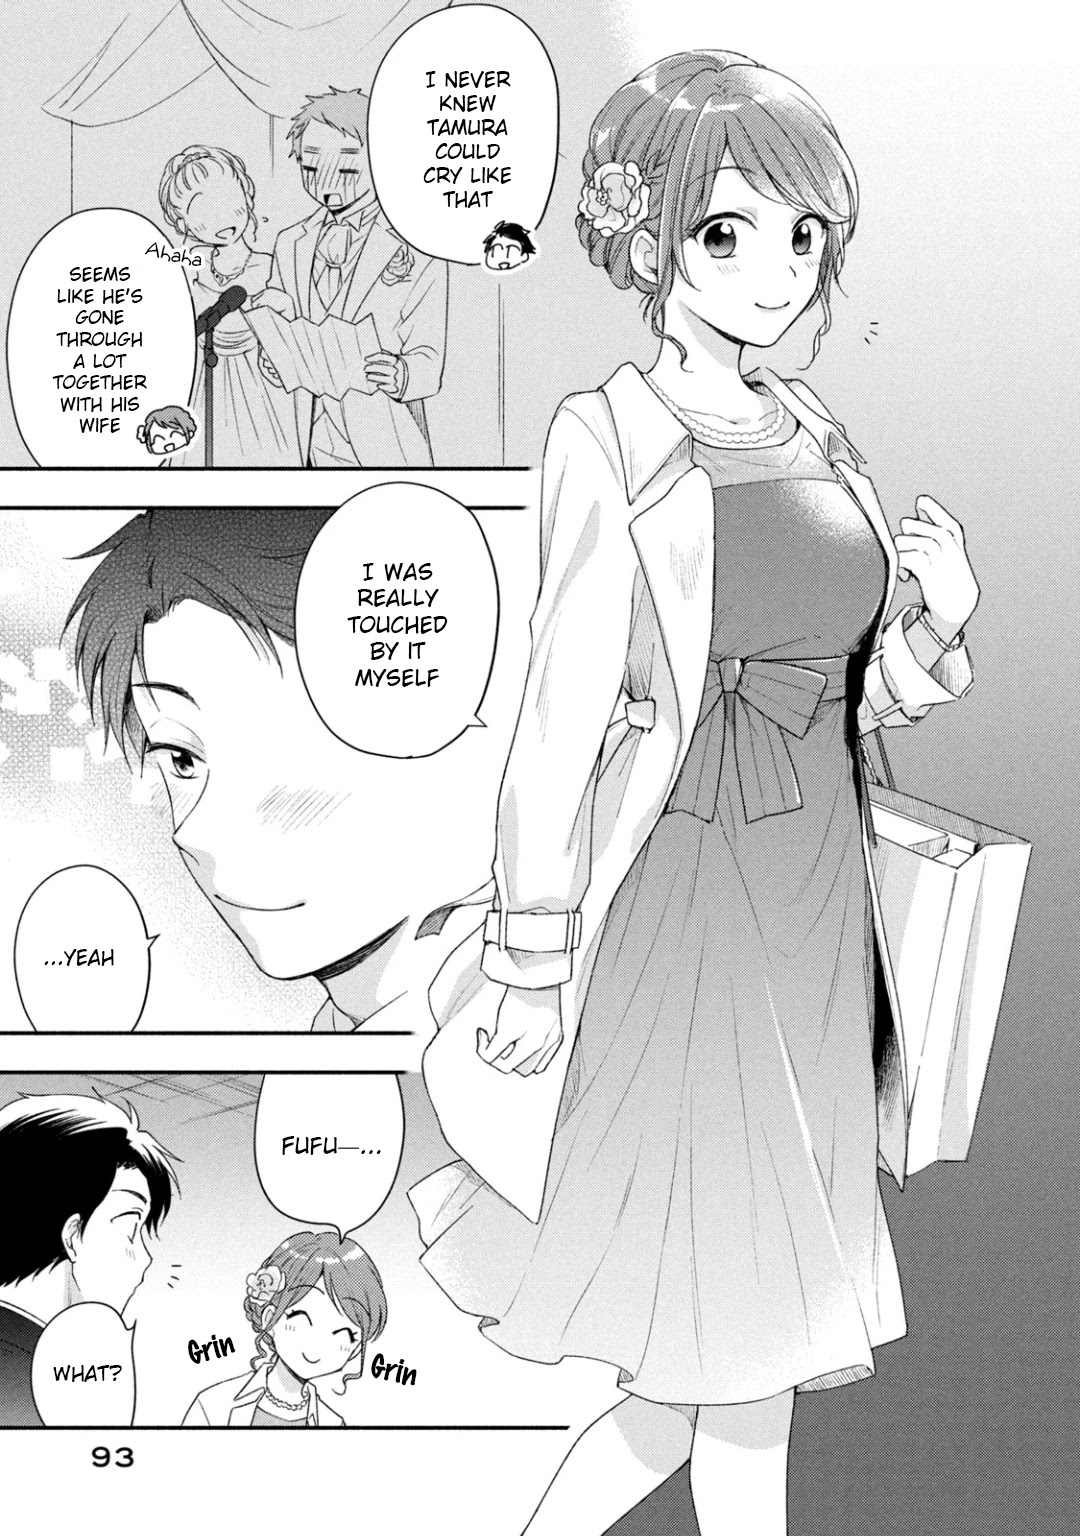 I NEVER
KNEW
TAMURA
COULD
CRY LIKE
THAT
Ahaha
SEEMS
LIKE HE'S
GONE
THROUGH
A LOT
TOGETHER
WITH HIS
WIFE
I WAS
REALLY
TOUCHED
BY IT
MYSELF
...YEAH
FUFU—...
Grin
Grin
WHAT?
93